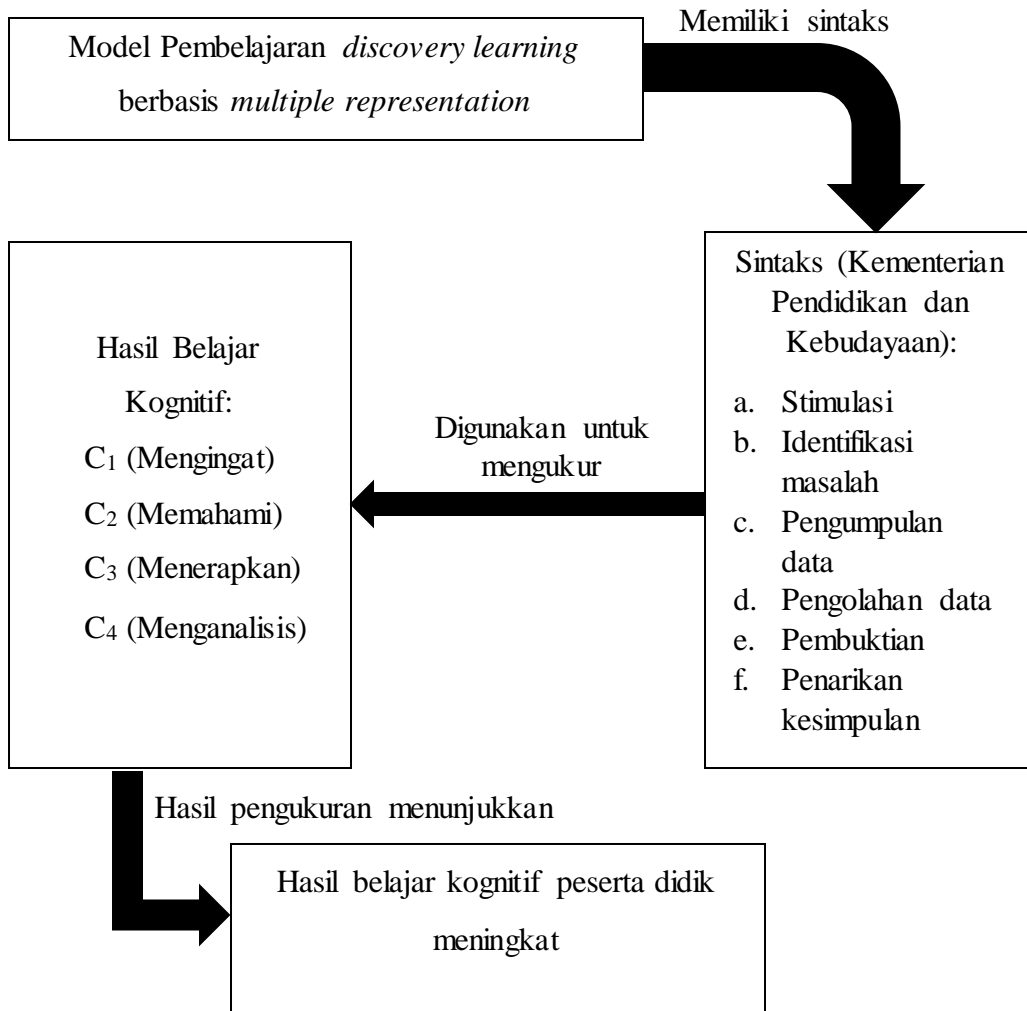 Memiliki sintaks
Model Pembelajaran discovery learning
berbasis multiple representation
Sintaks (Kementerian
Pendidikan dan
Kebudayaan):
a. Stimulasi
b. Identifikasi
masalah
c. Pengumpulan
data
d. Pengolahan data
e. Pembuktian
f. Penarikan
kesimpulan
Digunakan untuk
mengukur
Hasil Belajar
Kognitif:
C₁ (Mengingat)
C₂ (Memahami)
C₃ (Menerapkan)
C₄ (Menganalisis)
Hasil pengukuran menunjukkan
Hasil belajar kognitif peserta didik
meningkat